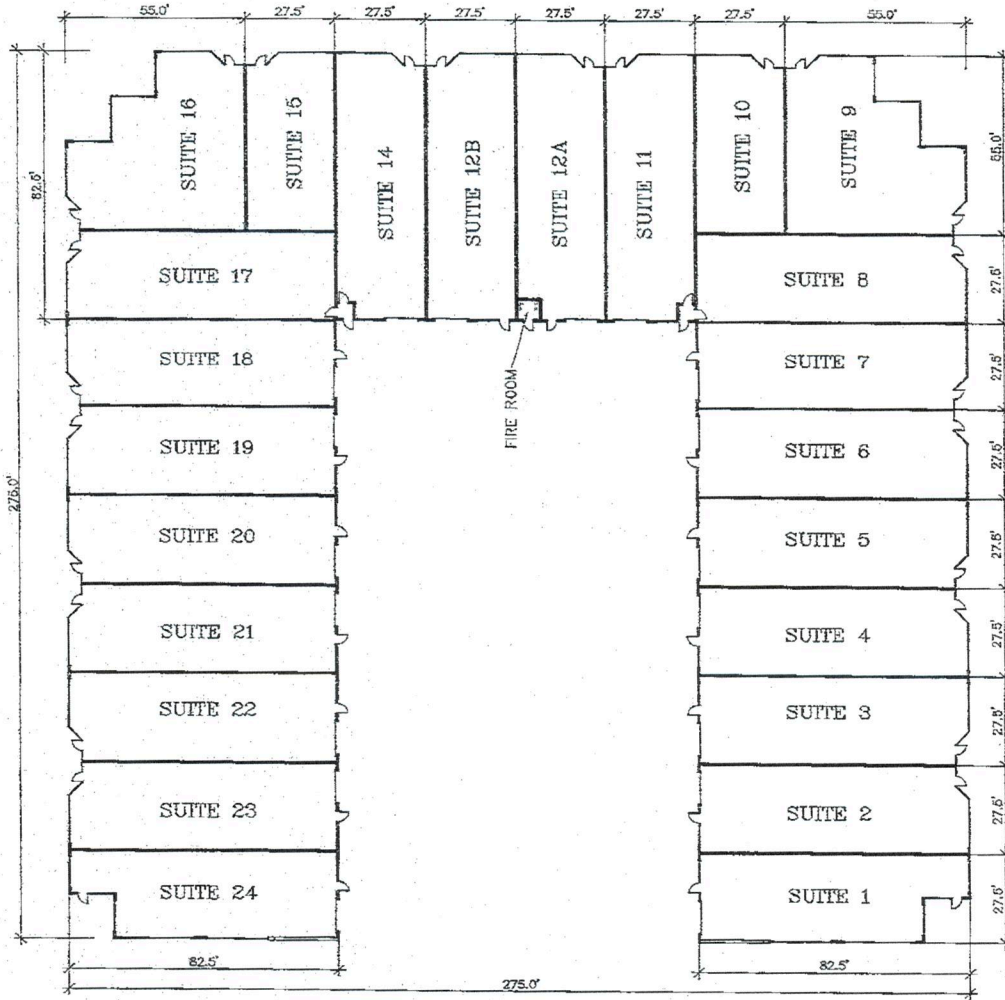 55.0' 27.5' 27.5' 27.5' 27.5' 27.5' 27.5' 55.0'
SUITE 16
SUITE 15
SUITE 14
SUITE 12B
SUITE 12A
SUITE 11
SUITE 10
SUITE 9
82.5'
55.0'
SUITE 17
SUITE 8
27.5'
SUITE 18
SUITE 7
27.5'
FIRE ROOM
SUITE 19
SUITE 6
27.5'
275.0'
SUITE 20
SUITE 5
27.5'
SUITE 21
SUITE 4
27.5'
SUITE 22
SUITE 3
27.5'
SUITE 23
SUITE 2
27.5'
SUITE 24
SUITE 1
27.5'
82.5'
82.5'
275.0'